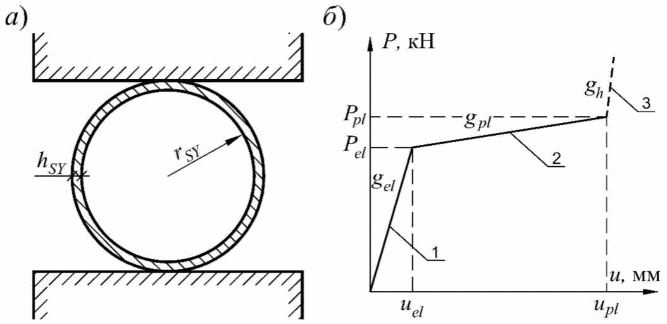 а)
h_SY
r_SY
б)
P, кН
P_pl
P_el
g_el
g_pl
g_h
1
2
3
u_el
u_pl
u, мм